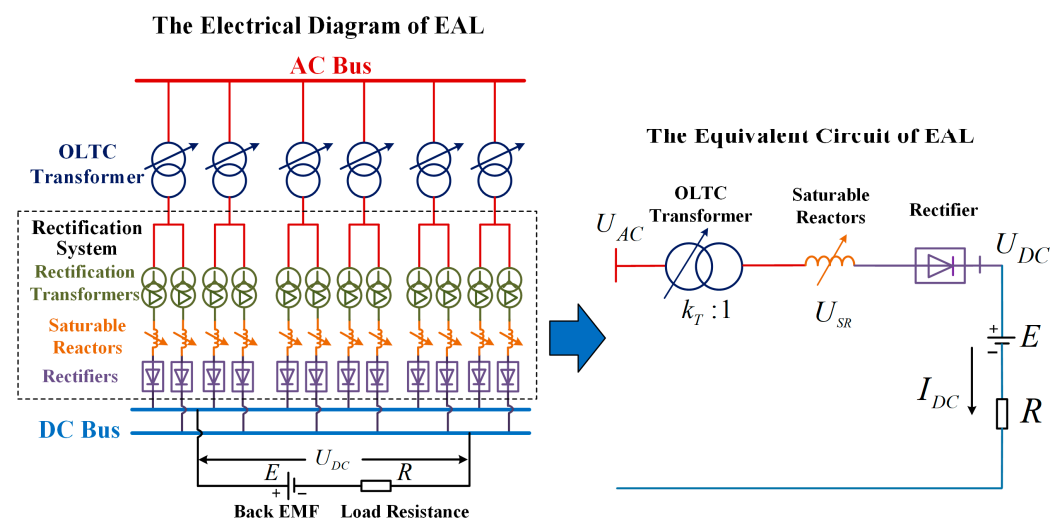 The Electrical Diagram of EAL
AC Bus
OLTC
Transformer
Rectification
System
Rectification
Transformers
Saturable
Reactors
Rectifiers
DC Bus
U_DC
E
R
+ −
Back EMF
Load Resistance
The Equivalent Circuit of EAL
OLTC
Transformer
Saturable
Reactors
Rectifier
U_AC
U_DC
k_T : 1
U_SR
+
−
E
I_DC
R